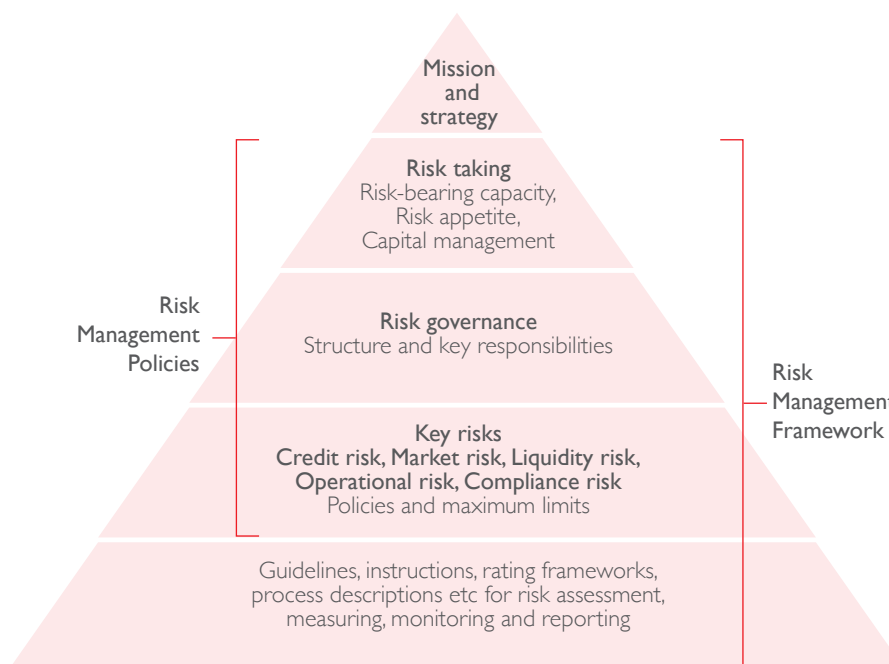 Mission
and
strategy
Risk taking
Risk-bearing capacity,
Risk appetite,
Capital management
Risk
Management
Policies
Risk governance
Structure and key responsibilities
Risk
Management
Framework
Key risks
Credit risk, Market risk, Liquidity risk,
Operational risk, Compliance risk
Policies and maximum limits
Guidelines, instructions, rating frameworks,
process descriptions etc for risk assessment,
measuring, monitoring and reporting